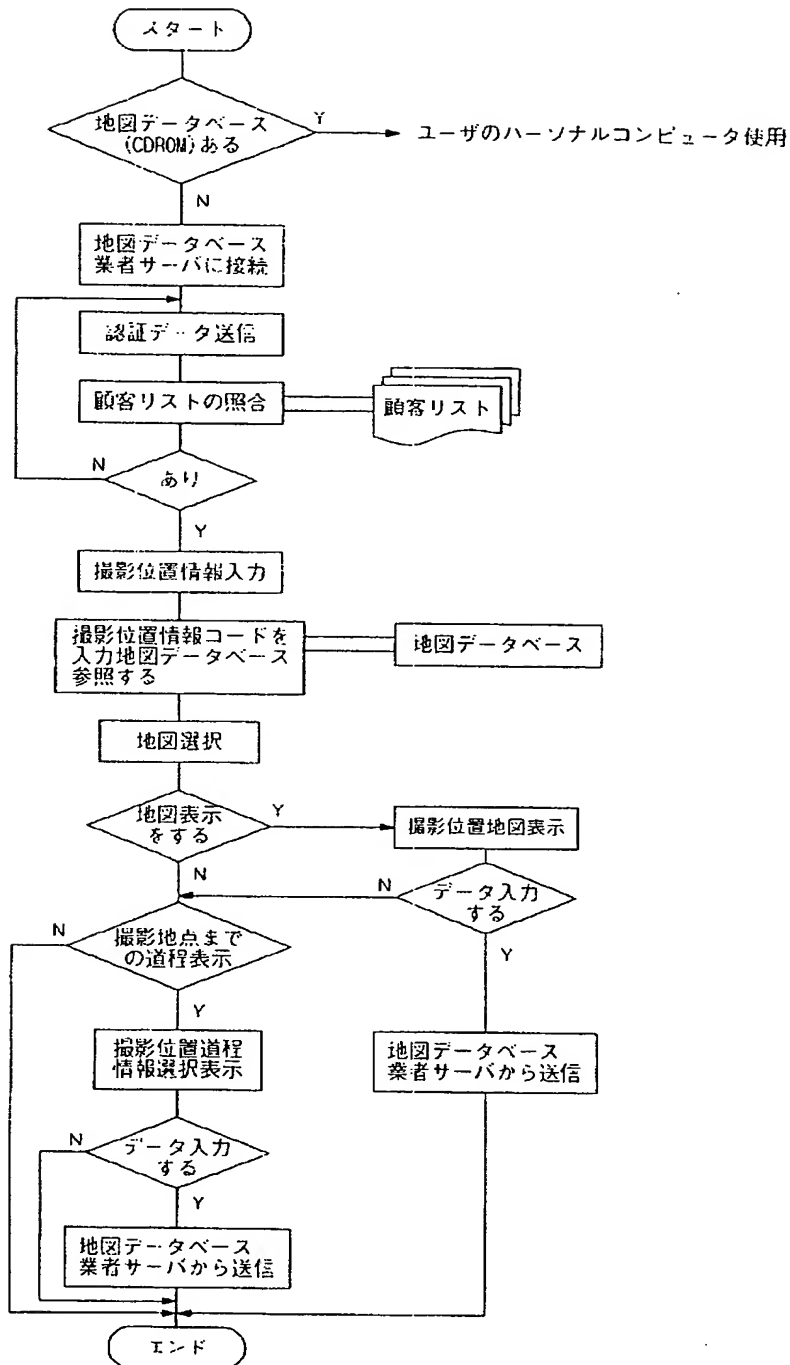 スタート
地図データベース
(CDROM)ある
Y
ユーザのハーソナルコンピュータ使用
N
地図データベース
業者サーバに接続
認証データ送信
顧客リストの照合
顧客リスト
N
あり
Y
撮影位置情報入力
撮影位置情報コードを
入力地図データベース
参照する
地図データベース
地図選択
地図表示
をする
Y
撮影位置地図表示
N
N
データ入力
する
N
撮影地点まで
の道程表示
Y
Y
撮影位置道程
情報選択表示
地図データベース
業者サーバから送信
N
データ入力
する
Y
地図データベース
業者サーバから送信
エンド